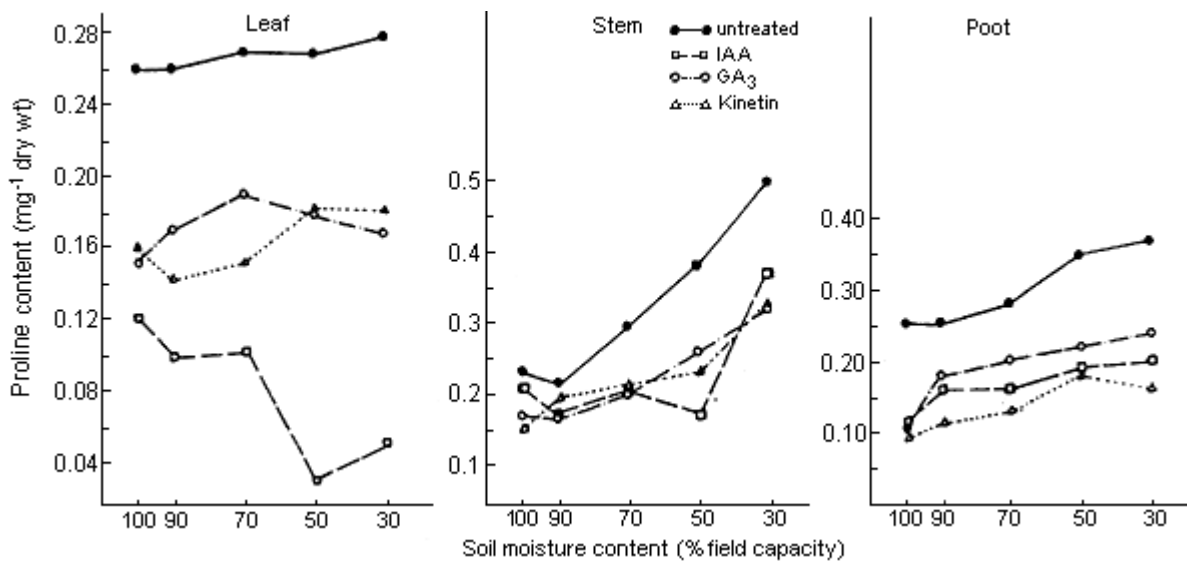 Leaf
Stem
Poot
untreated
IAA
GA3
Kinetin
Proline content (mg-1 dry wt)
0.28
0.24
0.20
0.16
0.12
0.08
0.04
0.5
0.4
0.3
0.2
0.1
0.40
0.30
0.20
0.10
100 90 70 50 30
100 90 70 50 30
100 90 70 50 30
Soil moisture content (% field capacity)